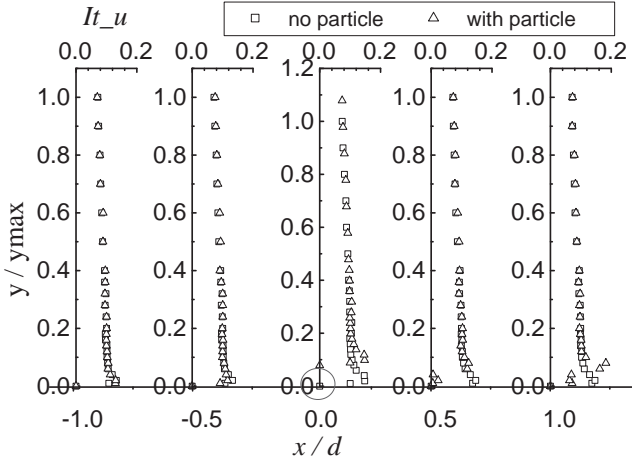 It_u
no particle with particle
0.0 0.2 0.0 0.2 0.0 0.2 0.0 0.2 0.0 0.2
1.2
1.0 1.0 1.0 1.0 1.0
0.8 0.8 0.8 0.8 0.8
0.6 0.6 0.6 0.6 0.6
0.4 0.4 0.4 0.4 0.4
0.2 0.2 0.2 0.2 0.2
0.0 0.0 0.0 0.0 0.0
y / ymax
-1.0 -0.5 0.0 0.5 1.0
x / d